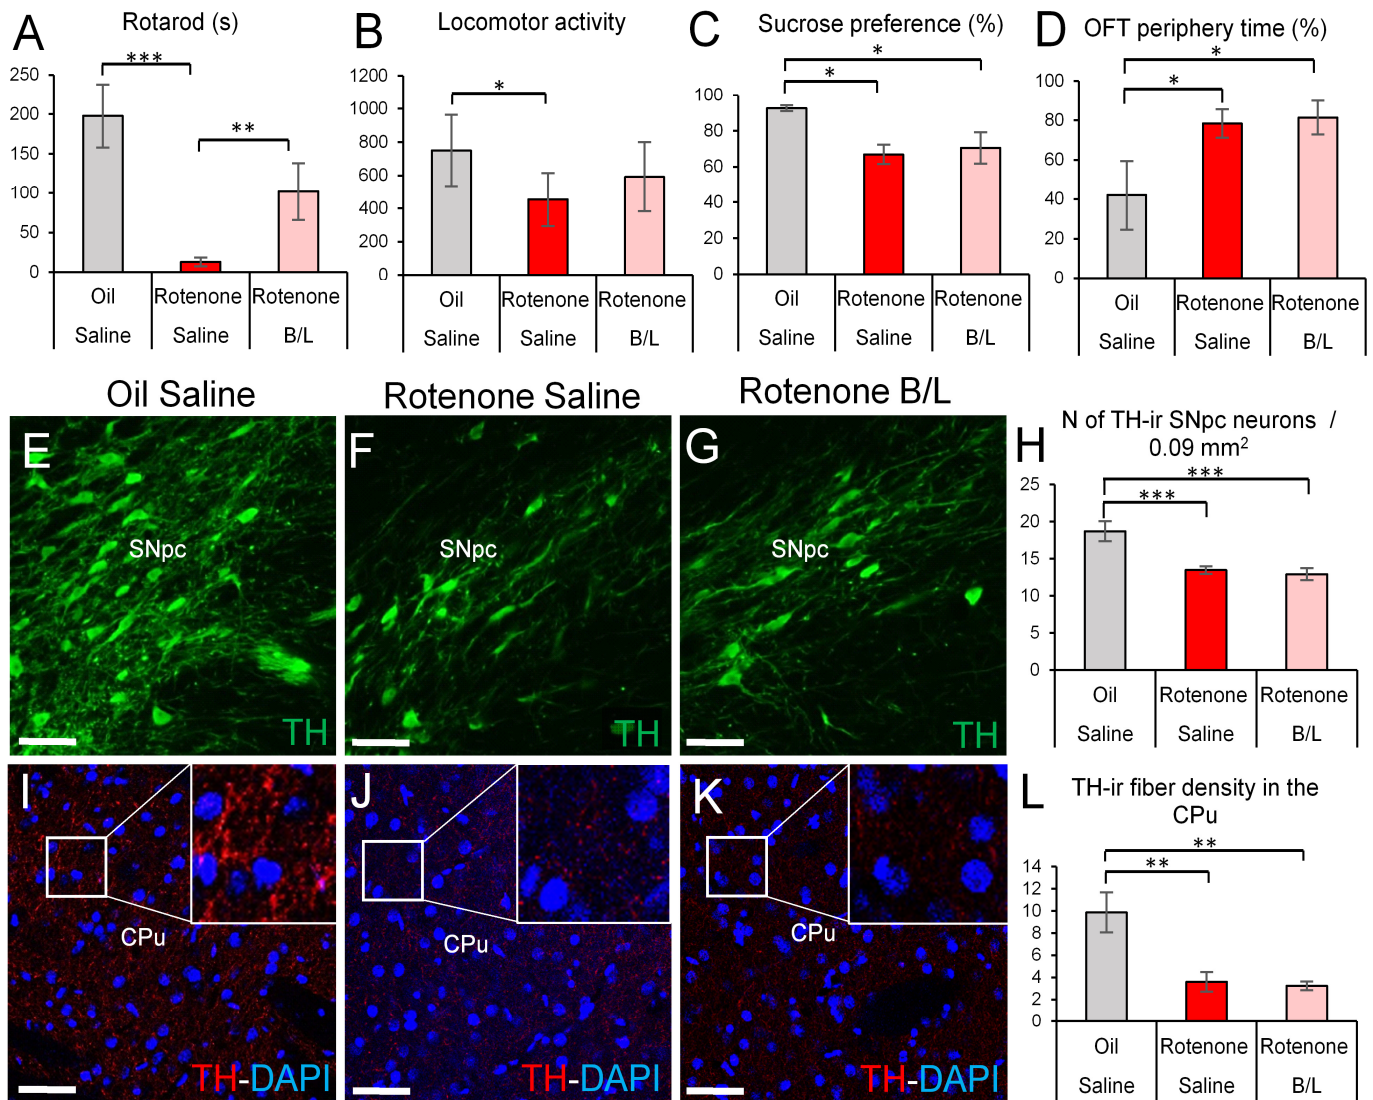 A
Rotarod (s)
***
**
250
200
150
100
50
0
Oil
Rotenone
Rotenone
Saline
Saline
B/L
B
Locomotor activity
*
1200
1000
800
600
400
200
0
Oil
Rotenone
Rotenone
Saline
Saline
B/L
C
Sucrose preference (%)
*
*
100
80
60
40
20
0
Oil
Rotenone
Rotenone
Saline
Saline
B/L
D
OFT periphery time (%)
*
*
100
80
60
40
20
0
Oil
Rotenone
Rotenone
Saline
Saline
B/L
Oil Saline
Rotenone Saline
Rotenone B/L
E
SNpc
TH
F
SNpc
TH
G
SNpc
TH
H
N of TH-ir SNpc neurons /
0.09 mm²
***
***
25
20
15
10
5
0
Oil
Rotenone
Rotenone
Saline
Saline
B/L
I
CPu
TH-DAPI
J
CPu
TH-DAPI
K
CPu
TH-DAPI
L
TH-ir fiber density in the
CPu
**
**
14
12
10
8
6
4
2
0
Oil
Rotenone
Rotenone
Saline
Saline
B/L